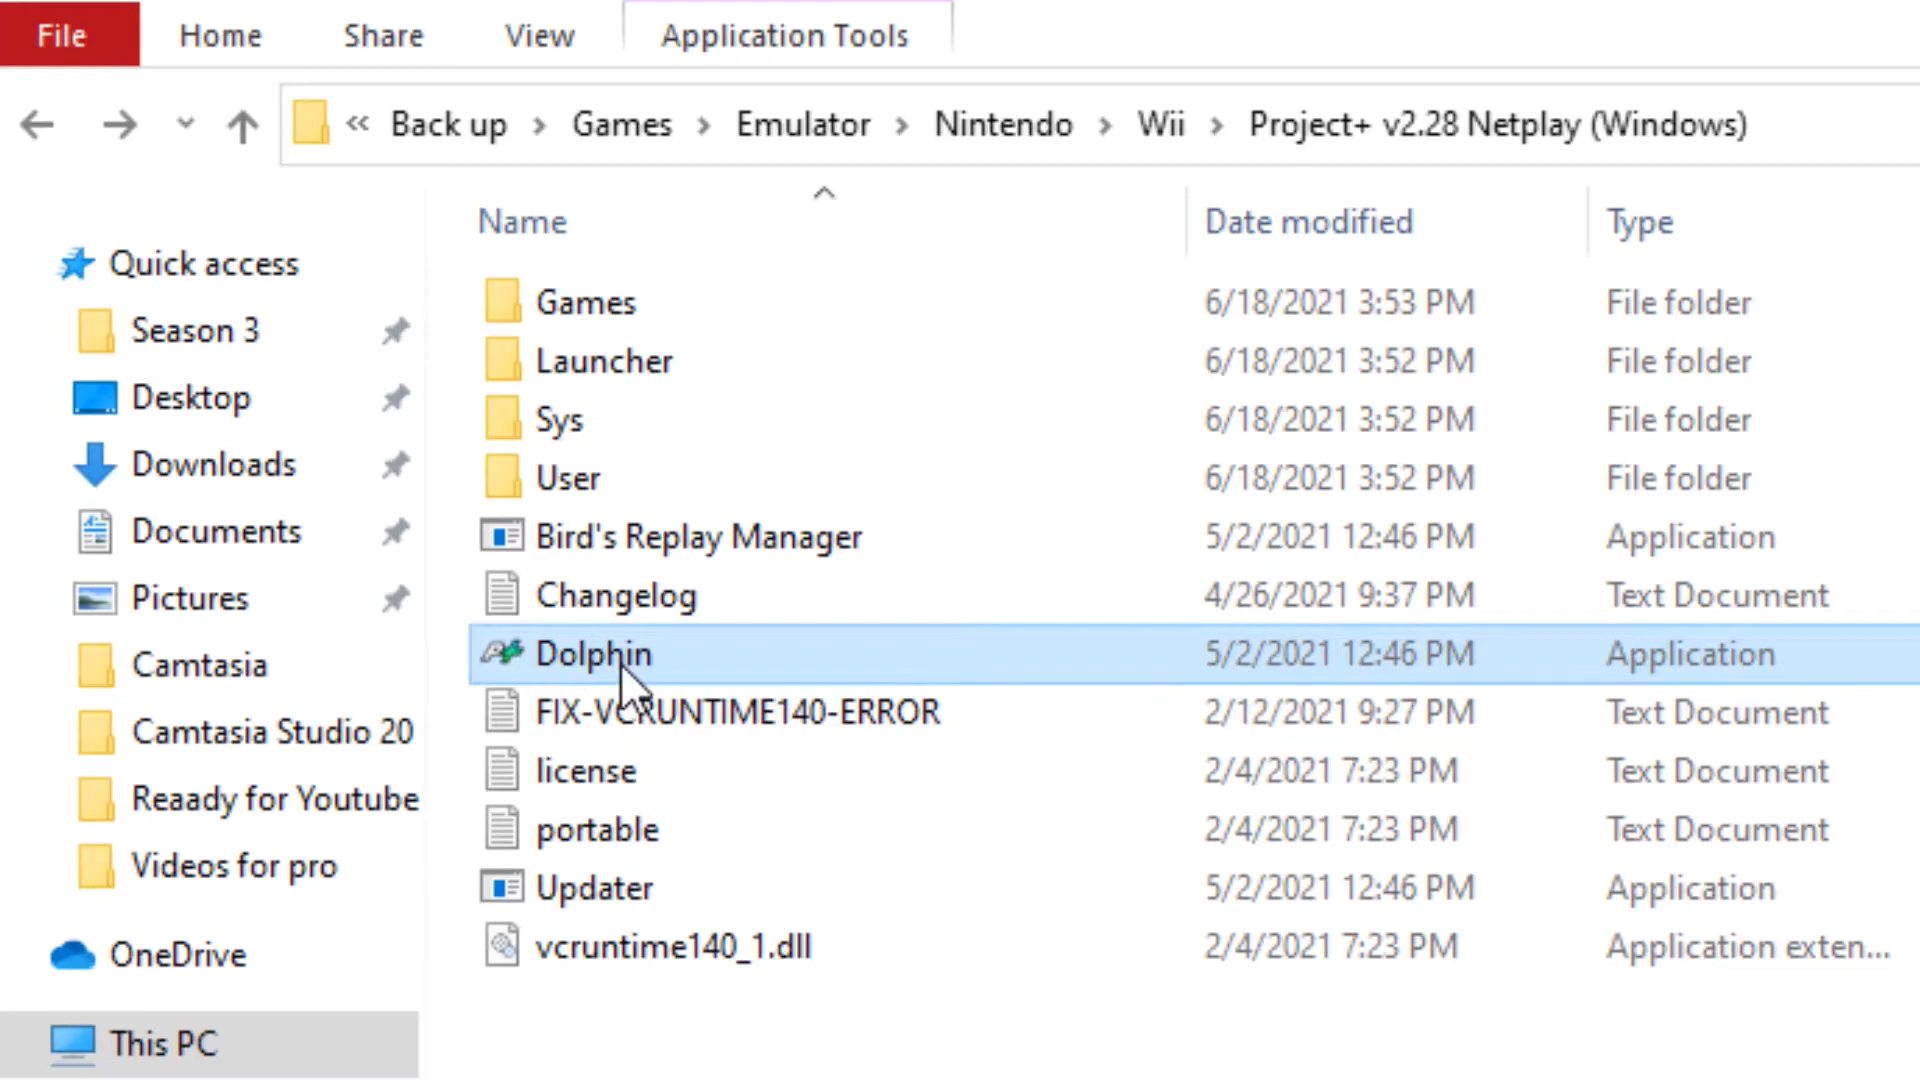 File Home Share View Application Tools
« Back up > Games > Emulator > Nintendo > Wii > Project+ v2.28 Netplay (Windows)
Name Date modified Type
Quick access
Season 3
Desktop
Downloads
Documents
Pictures
Camtasia
Camtasia Studio 20
Reaady for Youtube
Videos for pro
OneDrive
This PC
Games 6/18/2021 3:53 PM File folder
Launcher 6/18/2021 3:52 PM File folder
Sys 6/18/2021 3:52 PM File folder
User 6/18/2021 3:52 PM File folder
Bird's Replay Manager 5/2/2021 12:46 PM Application
Changelog 4/26/2021 9:37 PM Text Document
Dolphin 5/2/2021 12:46 PM Application
FIX-VCRUNTIME140-ERROR 2/12/2021 9:27 PM Text Document
license 2/4/2021 7:23 PM Text Document
portable 2/4/2021 7:23 PM Text Document
Updater 5/2/2021 12:46 PM Application
vcruntime140_1.dll 2/4/2021 7:23 PM Application exten...